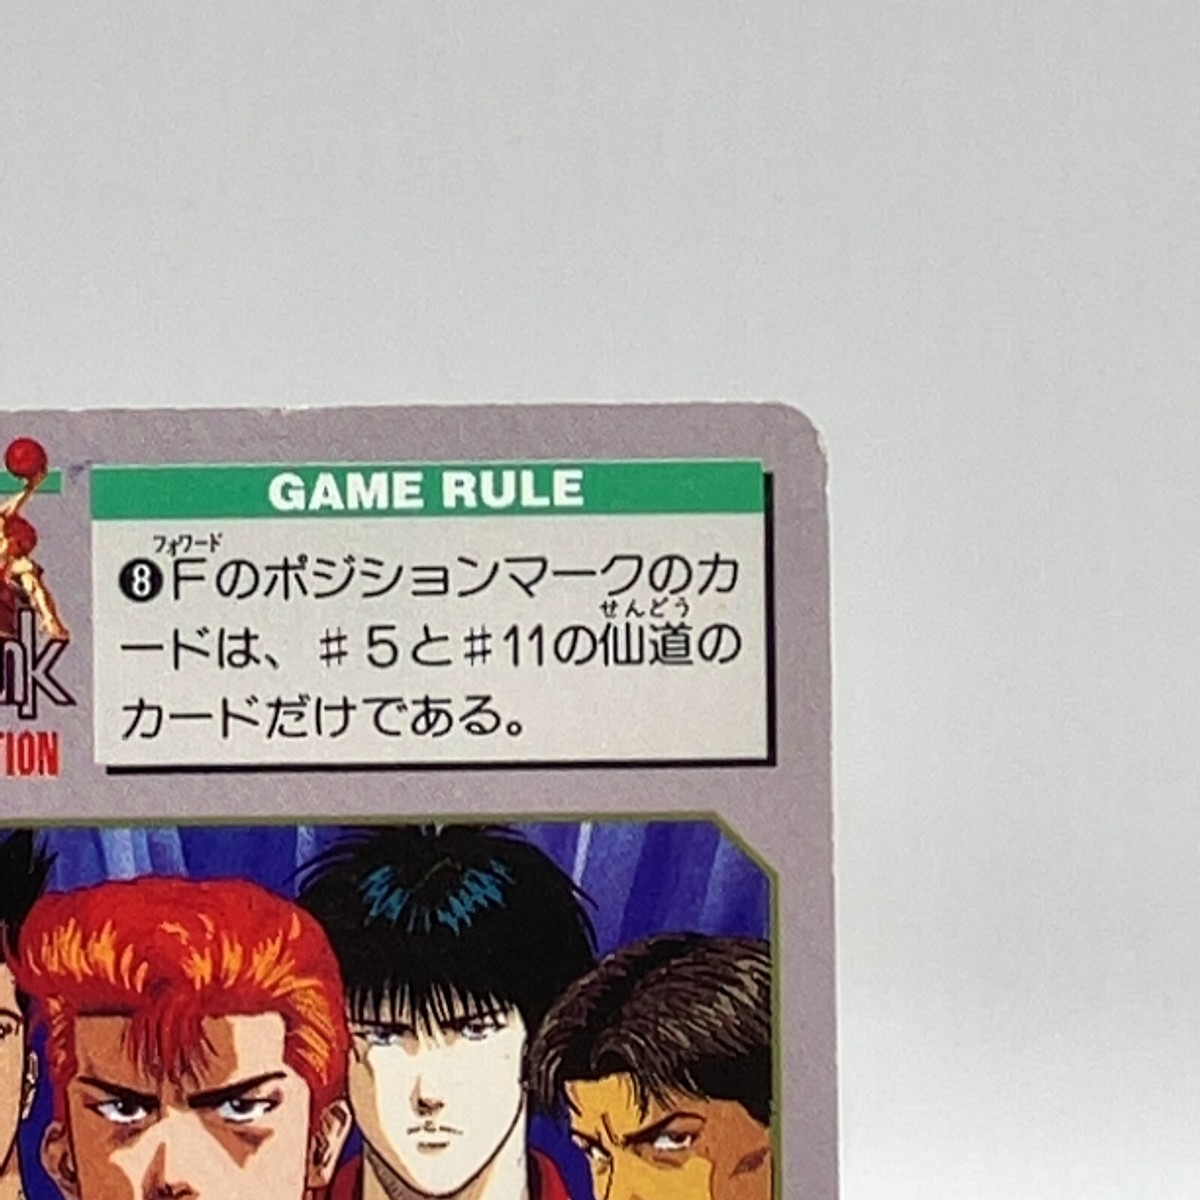 GAME RULE
フォワード
❽Fのポジションマークのカ
せんどう
ードは、♯5と♯11の仙道の
カードだけである。
nk
TION